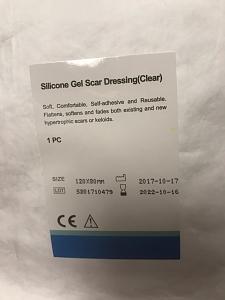 Silicone Gel Scar Dressing(Clear)
Soft, Comfortable, Self-adhesive and Reusable.
Flattens, softens and fades both existing and new
hypertrophic scars or keloids.
1 PC
SIZE 120X80MM 2017-10-17
LOT 5201710479 2022-10-16
CE